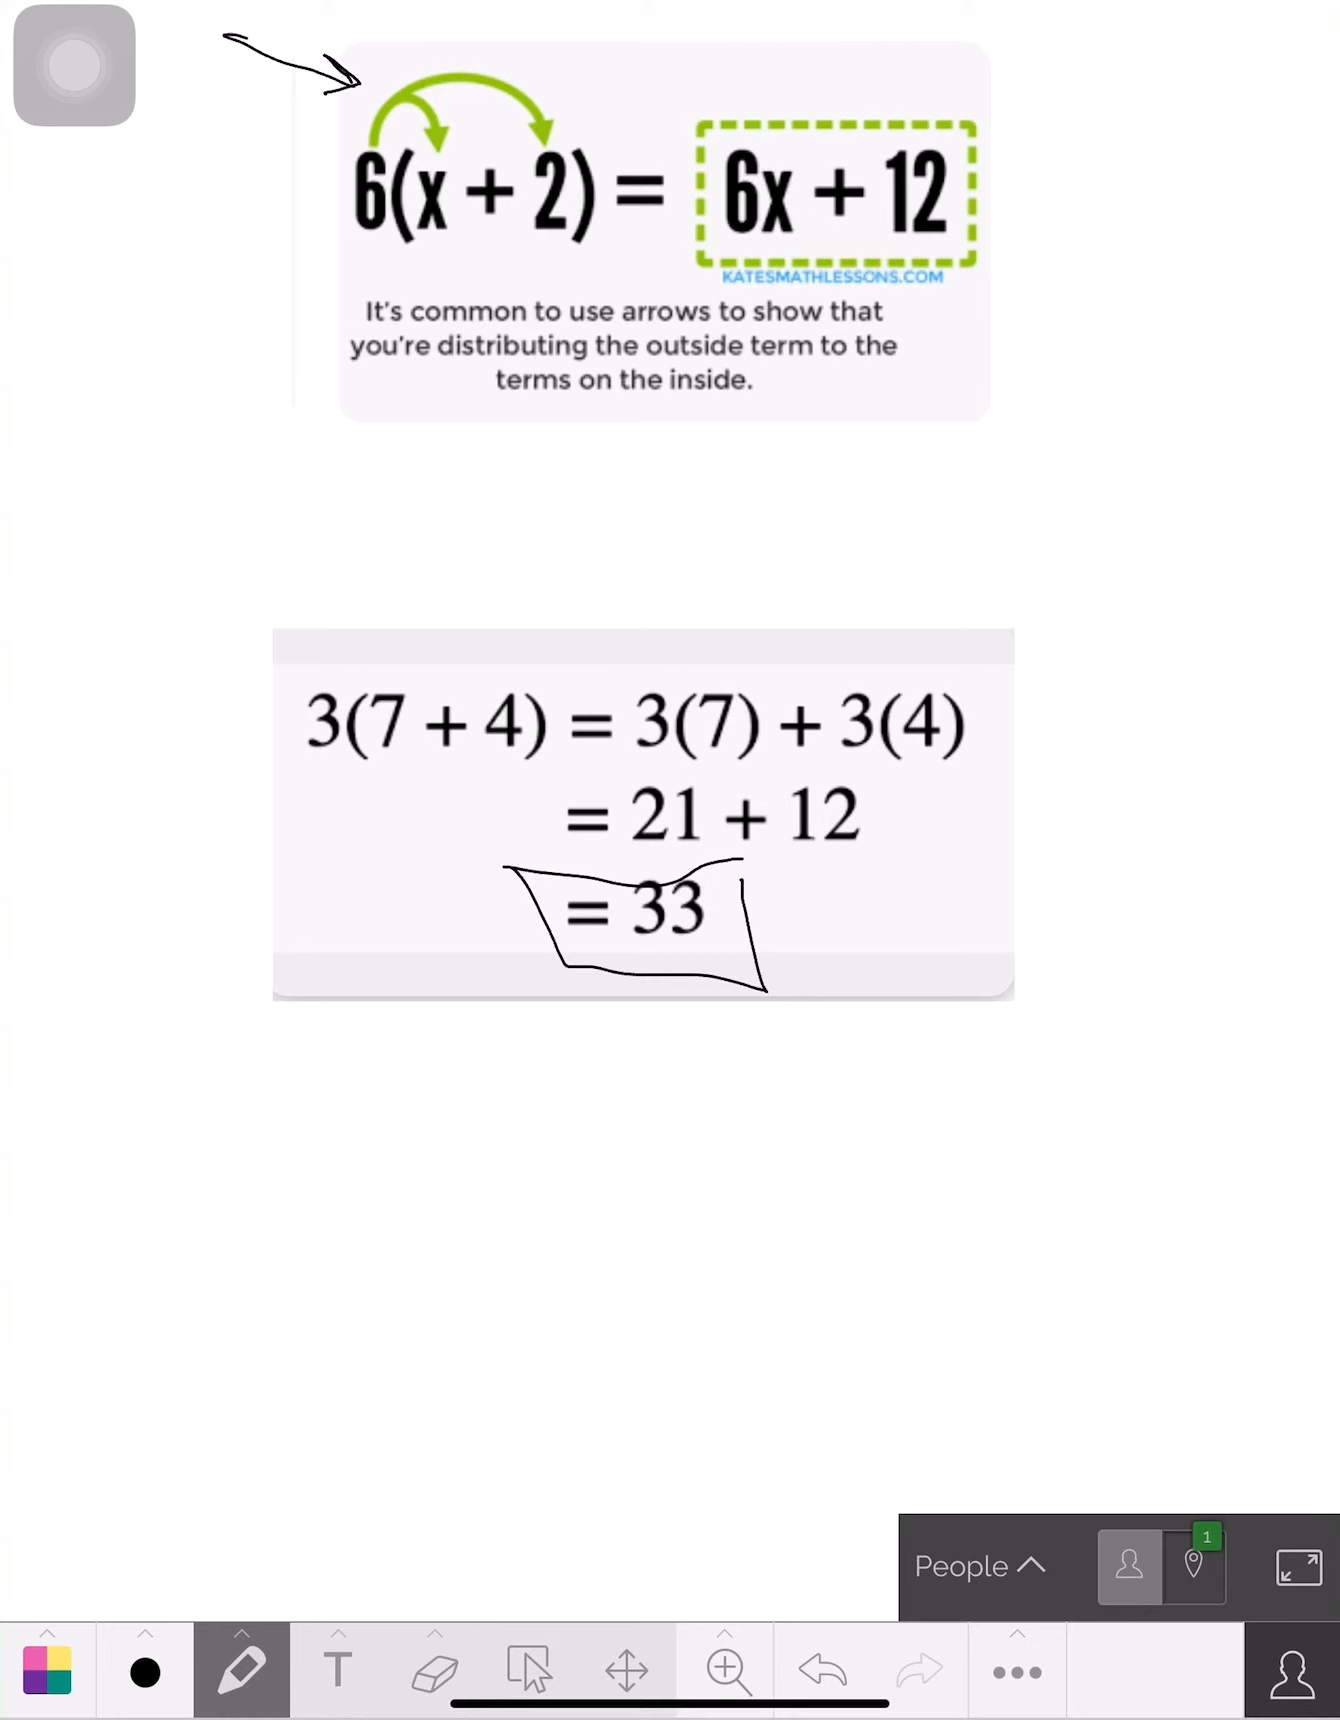 6(x + 2) = 6x + 12
KATESMATHLESSONS.COM
It's common to use arrows to show that
you're distributing the outside term to the
terms on the inside.
3(7 + 4) = 3(7) + 3(4)
= 21 + 12
= 33
People
1
T